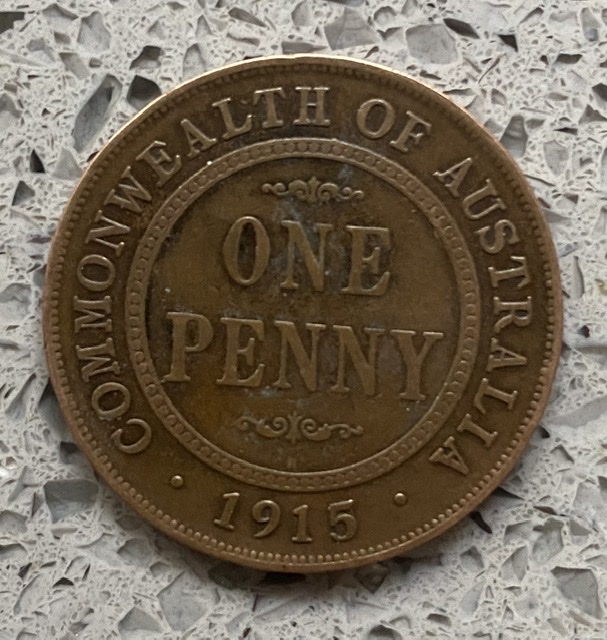 COMMONWEALTH OF AUSTRALIA
ONE
PENNY
· 1915 ·